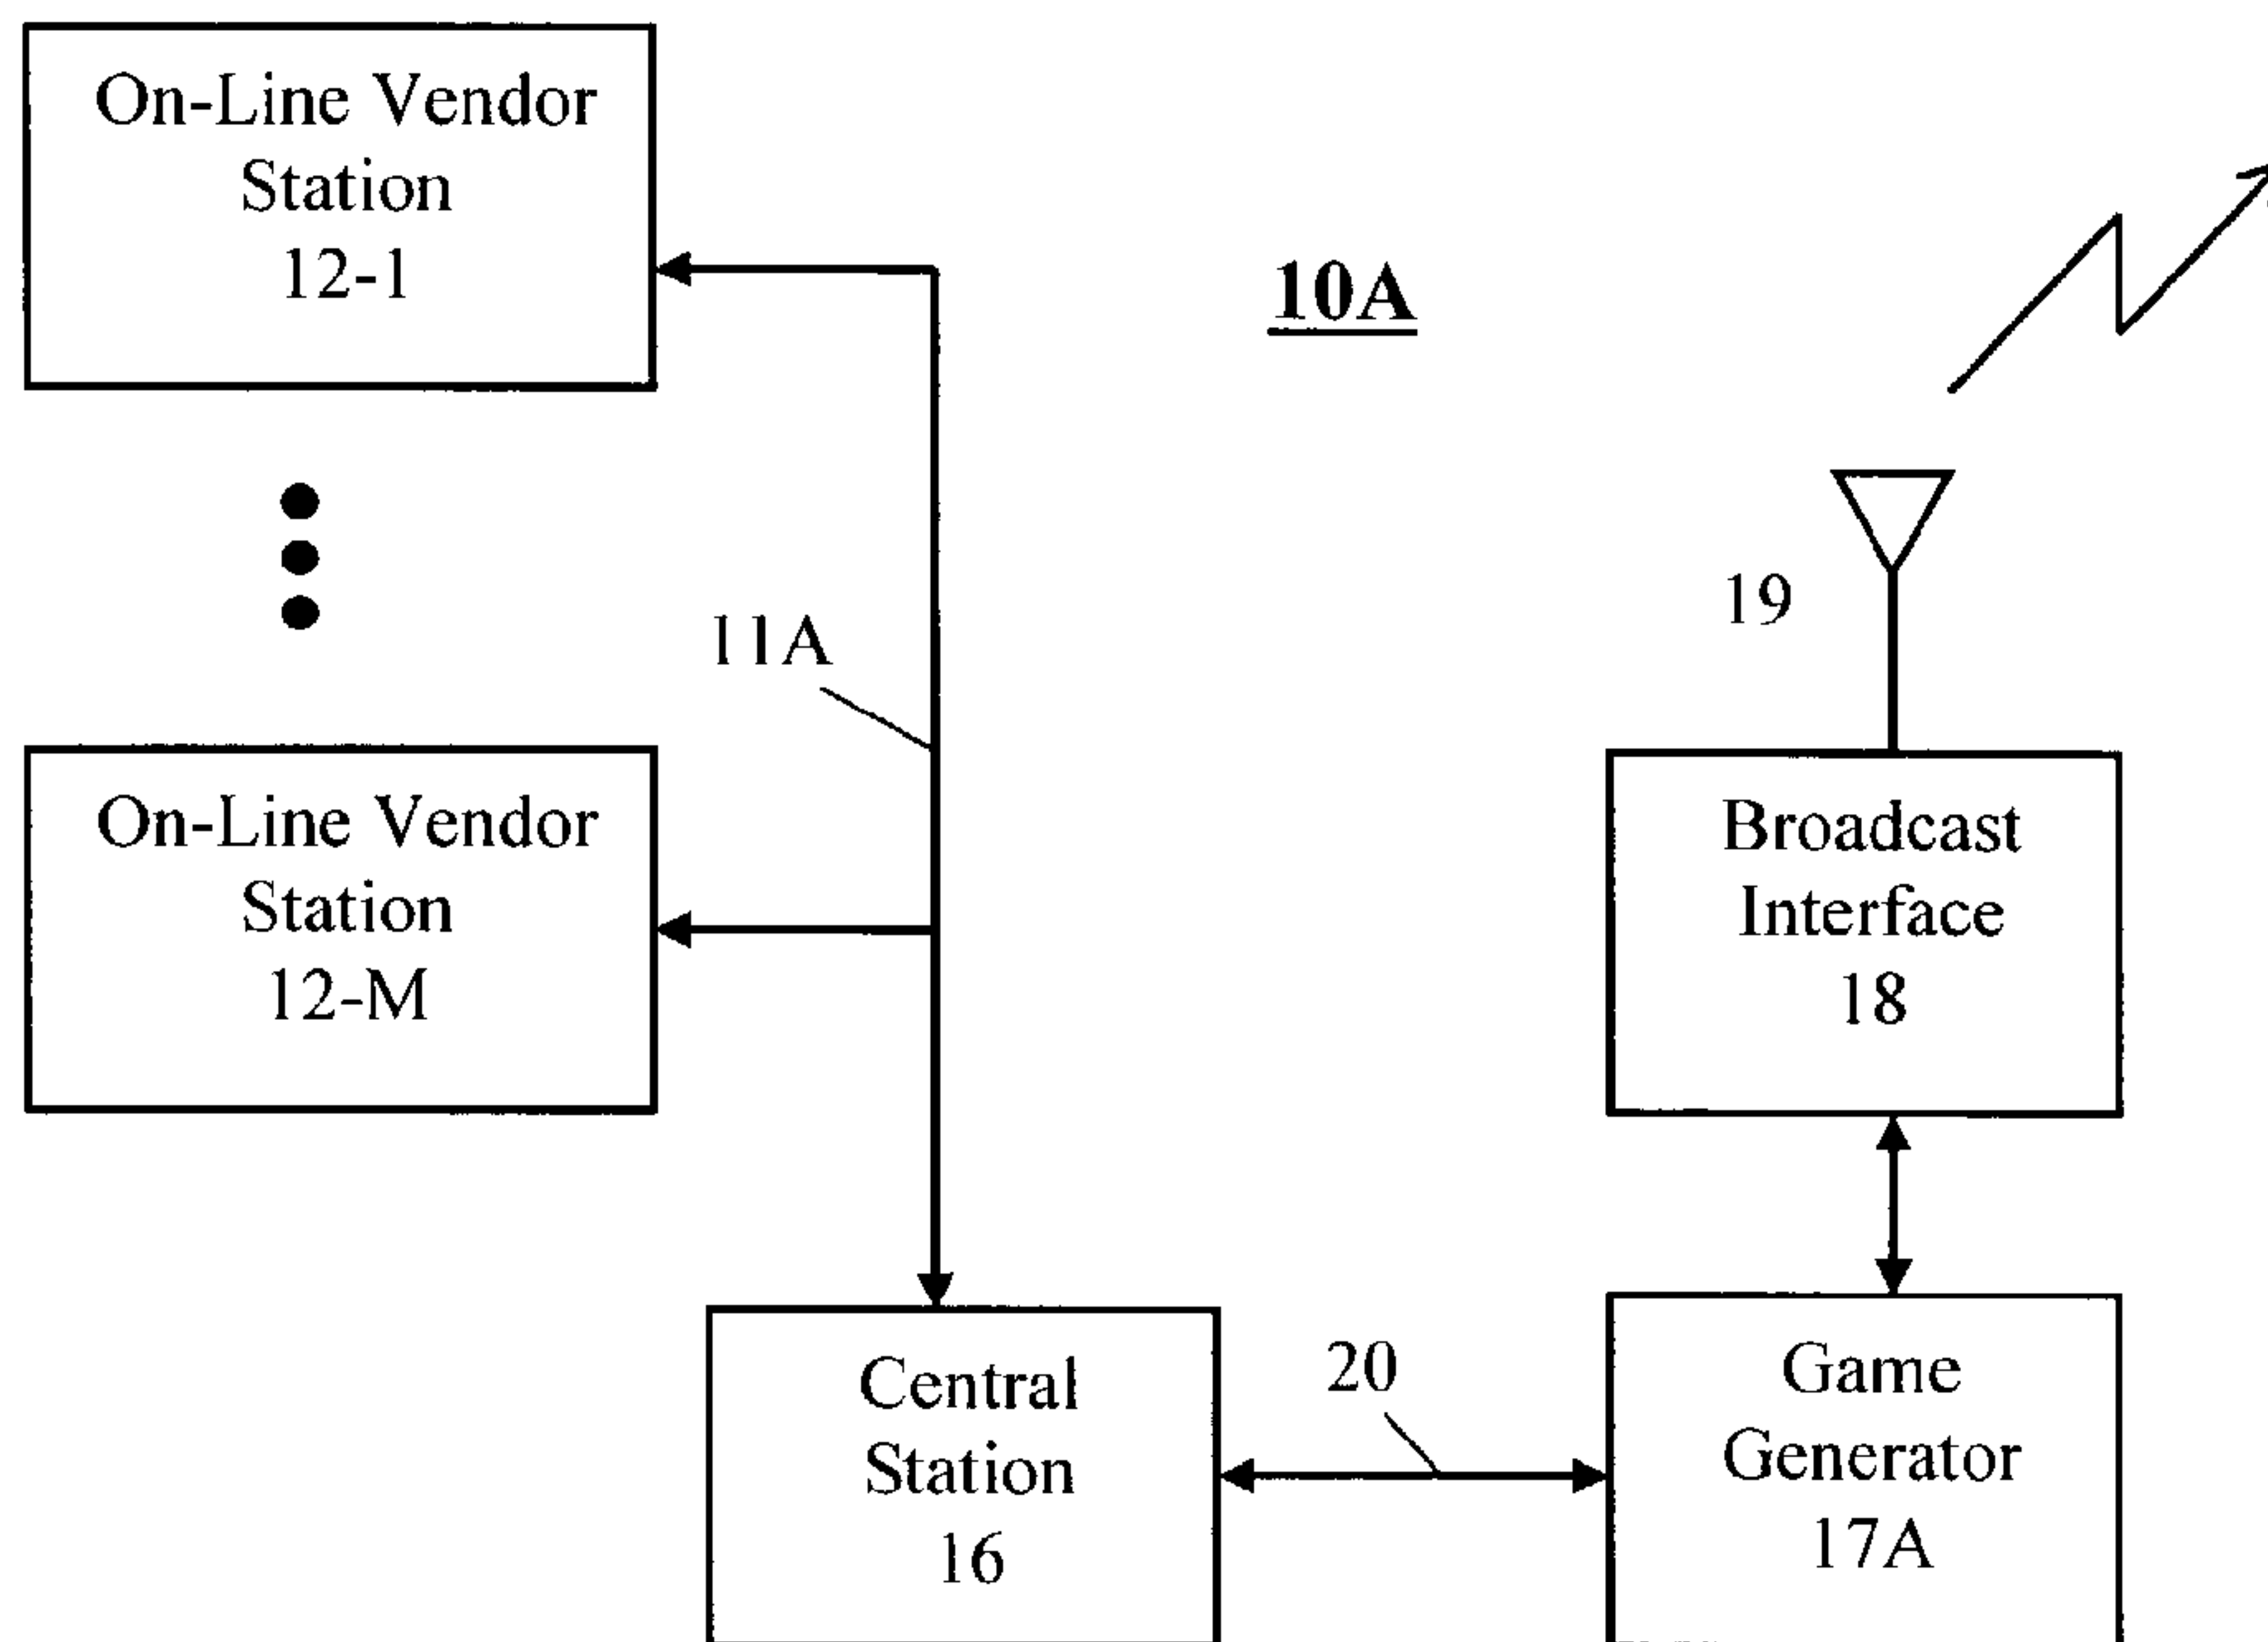 On-Line Vendor
Station
12-1
10A
11A
19
On-Line Vendor
Station
12-M
Broadcast
Interface
18
Central
Station
16
20
Game
Generator
17A